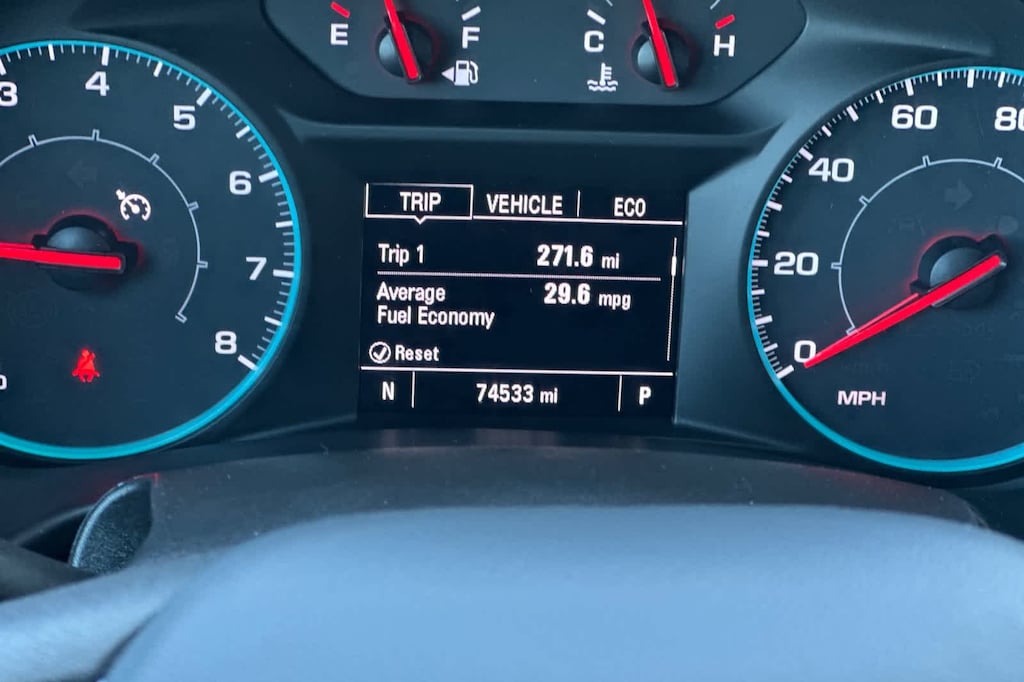 E F C H
3 4 5 6 7 8
TRIP VEHICLE ECO
Trip 1 271.6 mi
Average 29.6 mpg
Fuel Economy
Reset
N 74533 mi P
0 20 40 60 80
MPH